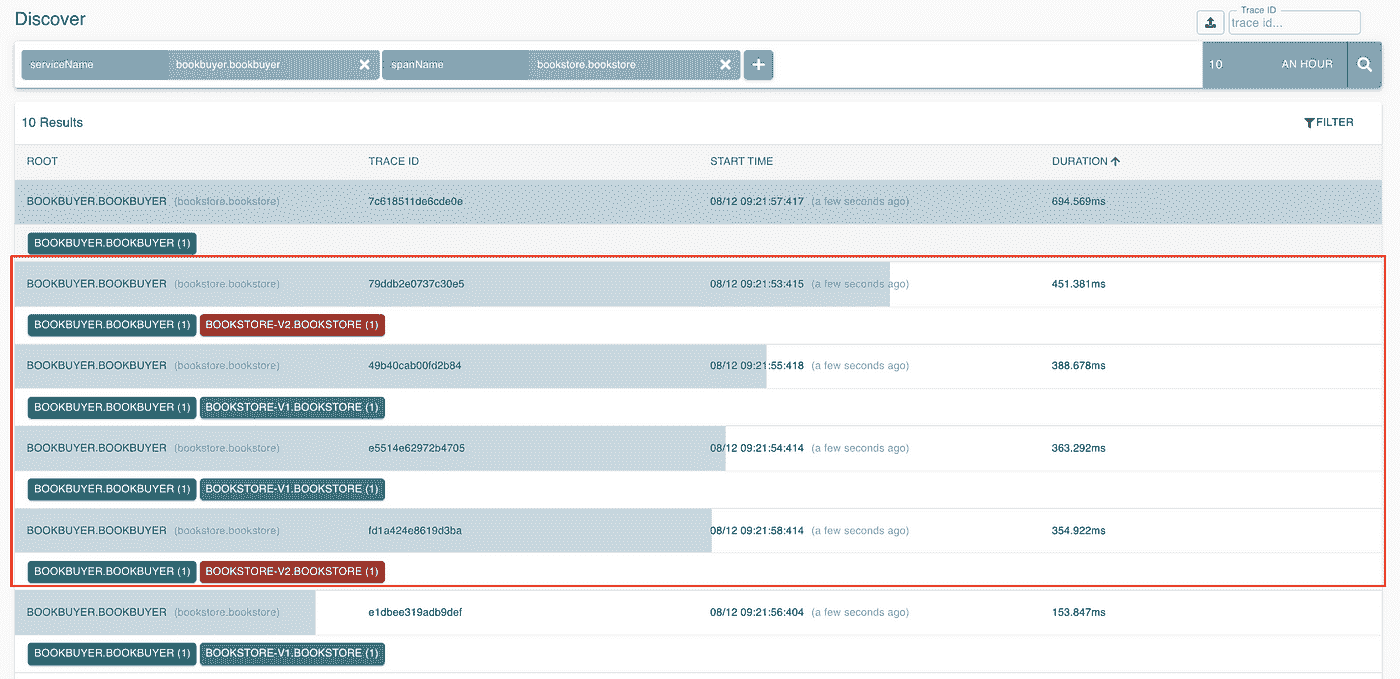 Discover
Trace ID
trace id...
serviceName bookbuyer.bookbuyer spanName bookstore.bookstore 10 AN HOUR
10 Results FILTER
ROOT TRACE ID START TIME DURATION
BOOKBUYER.BOOKBUYER (bookstore.bookstore) 7c618511de6cde0e 08/12 09:21:57:417 (a few seconds ago) 694.569ms
BOOKBUYER.BOOKBUYER (1)
BOOKBUYER.BOOKBUYER (bookstore.bookstore) 79ddb2e0737c30e5 08/12 09:21:53:415 (a few seconds ago) 451.381ms
BOOKBUYER.BOOKBUYER (1) BOOKSTORE-V2.BOOKSTORE (1)
BOOKBUYER.BOOKBUYER (bookstore.bookstore) 49b40cab00fd2b84 08/12 09:21:55:418 (a few seconds ago) 388.678ms
BOOKBUYER.BOOKBUYER (1) BOOKSTORE-V1.BOOKSTORE (1)
BOOKBUYER.BOOKBUYER (bookstore.bookstore) e5514e62972b4705 08/12 09:21:54:414 (a few seconds ago) 363.292ms
BOOKBUYER.BOOKBUYER (1) BOOKSTORE-V1.BOOKSTORE (1)
BOOKBUYER.BOOKBUYER (bookstore.bookstore) fd1a424e8619d3ba 08/12 09:21:58:414 (a few seconds ago) 354.922ms
BOOKBUYER.BOOKBUYER (1) BOOKSTORE-V2.BOOKSTORE (1)
BOOKBUYER.BOOKBUYER (bookstore.bookstore) e1dbee319adb9def 08/12 09:21:56:404 (a few seconds ago) 153.847ms
BOOKBUYER.BOOKBUYER (1) BOOKSTORE-V1.BOOKSTORE (1)